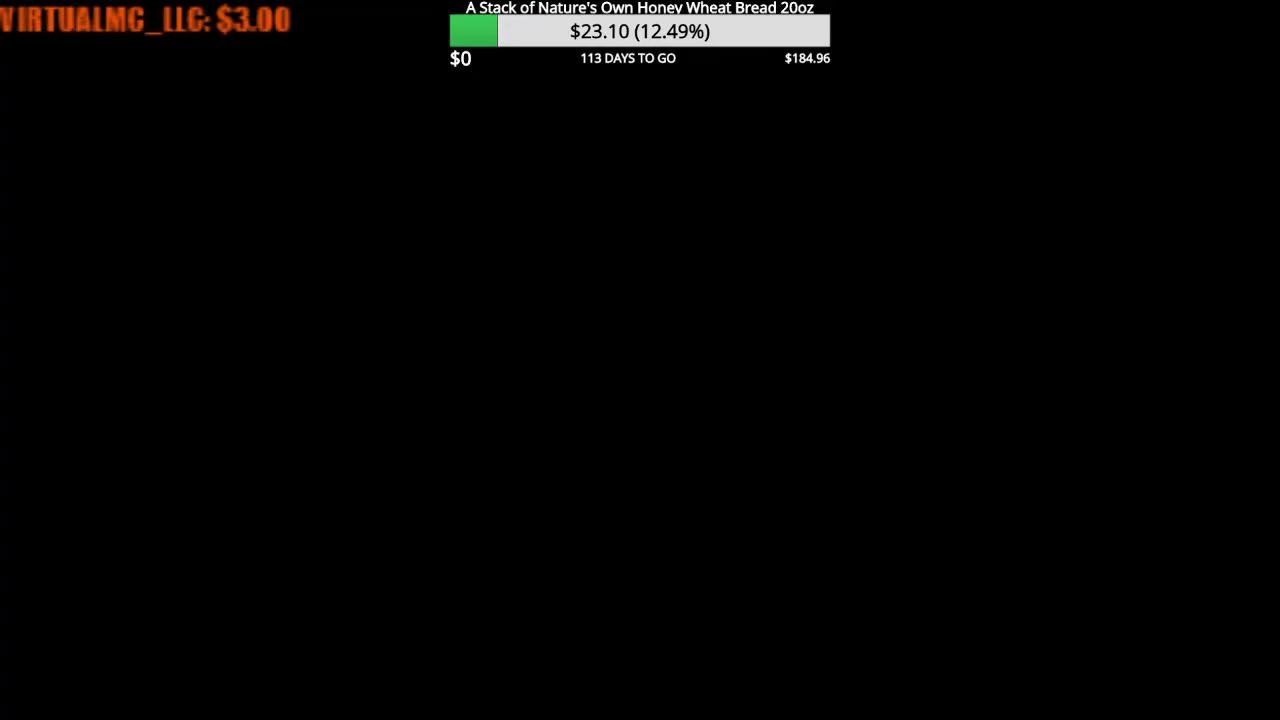 VIRTUALMC_LLC: $3.00
A Stack of Nature's Own Honey Wheat Bread 20oz
$23.10 (12.49%)
$0 113 DAYS TO GO $184.96